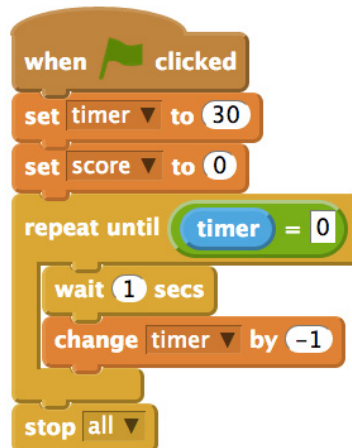 when clicked
set timer to 30
set score to 0
repeat until timer = 0
wait 1 secs
change timer by -1
stop all